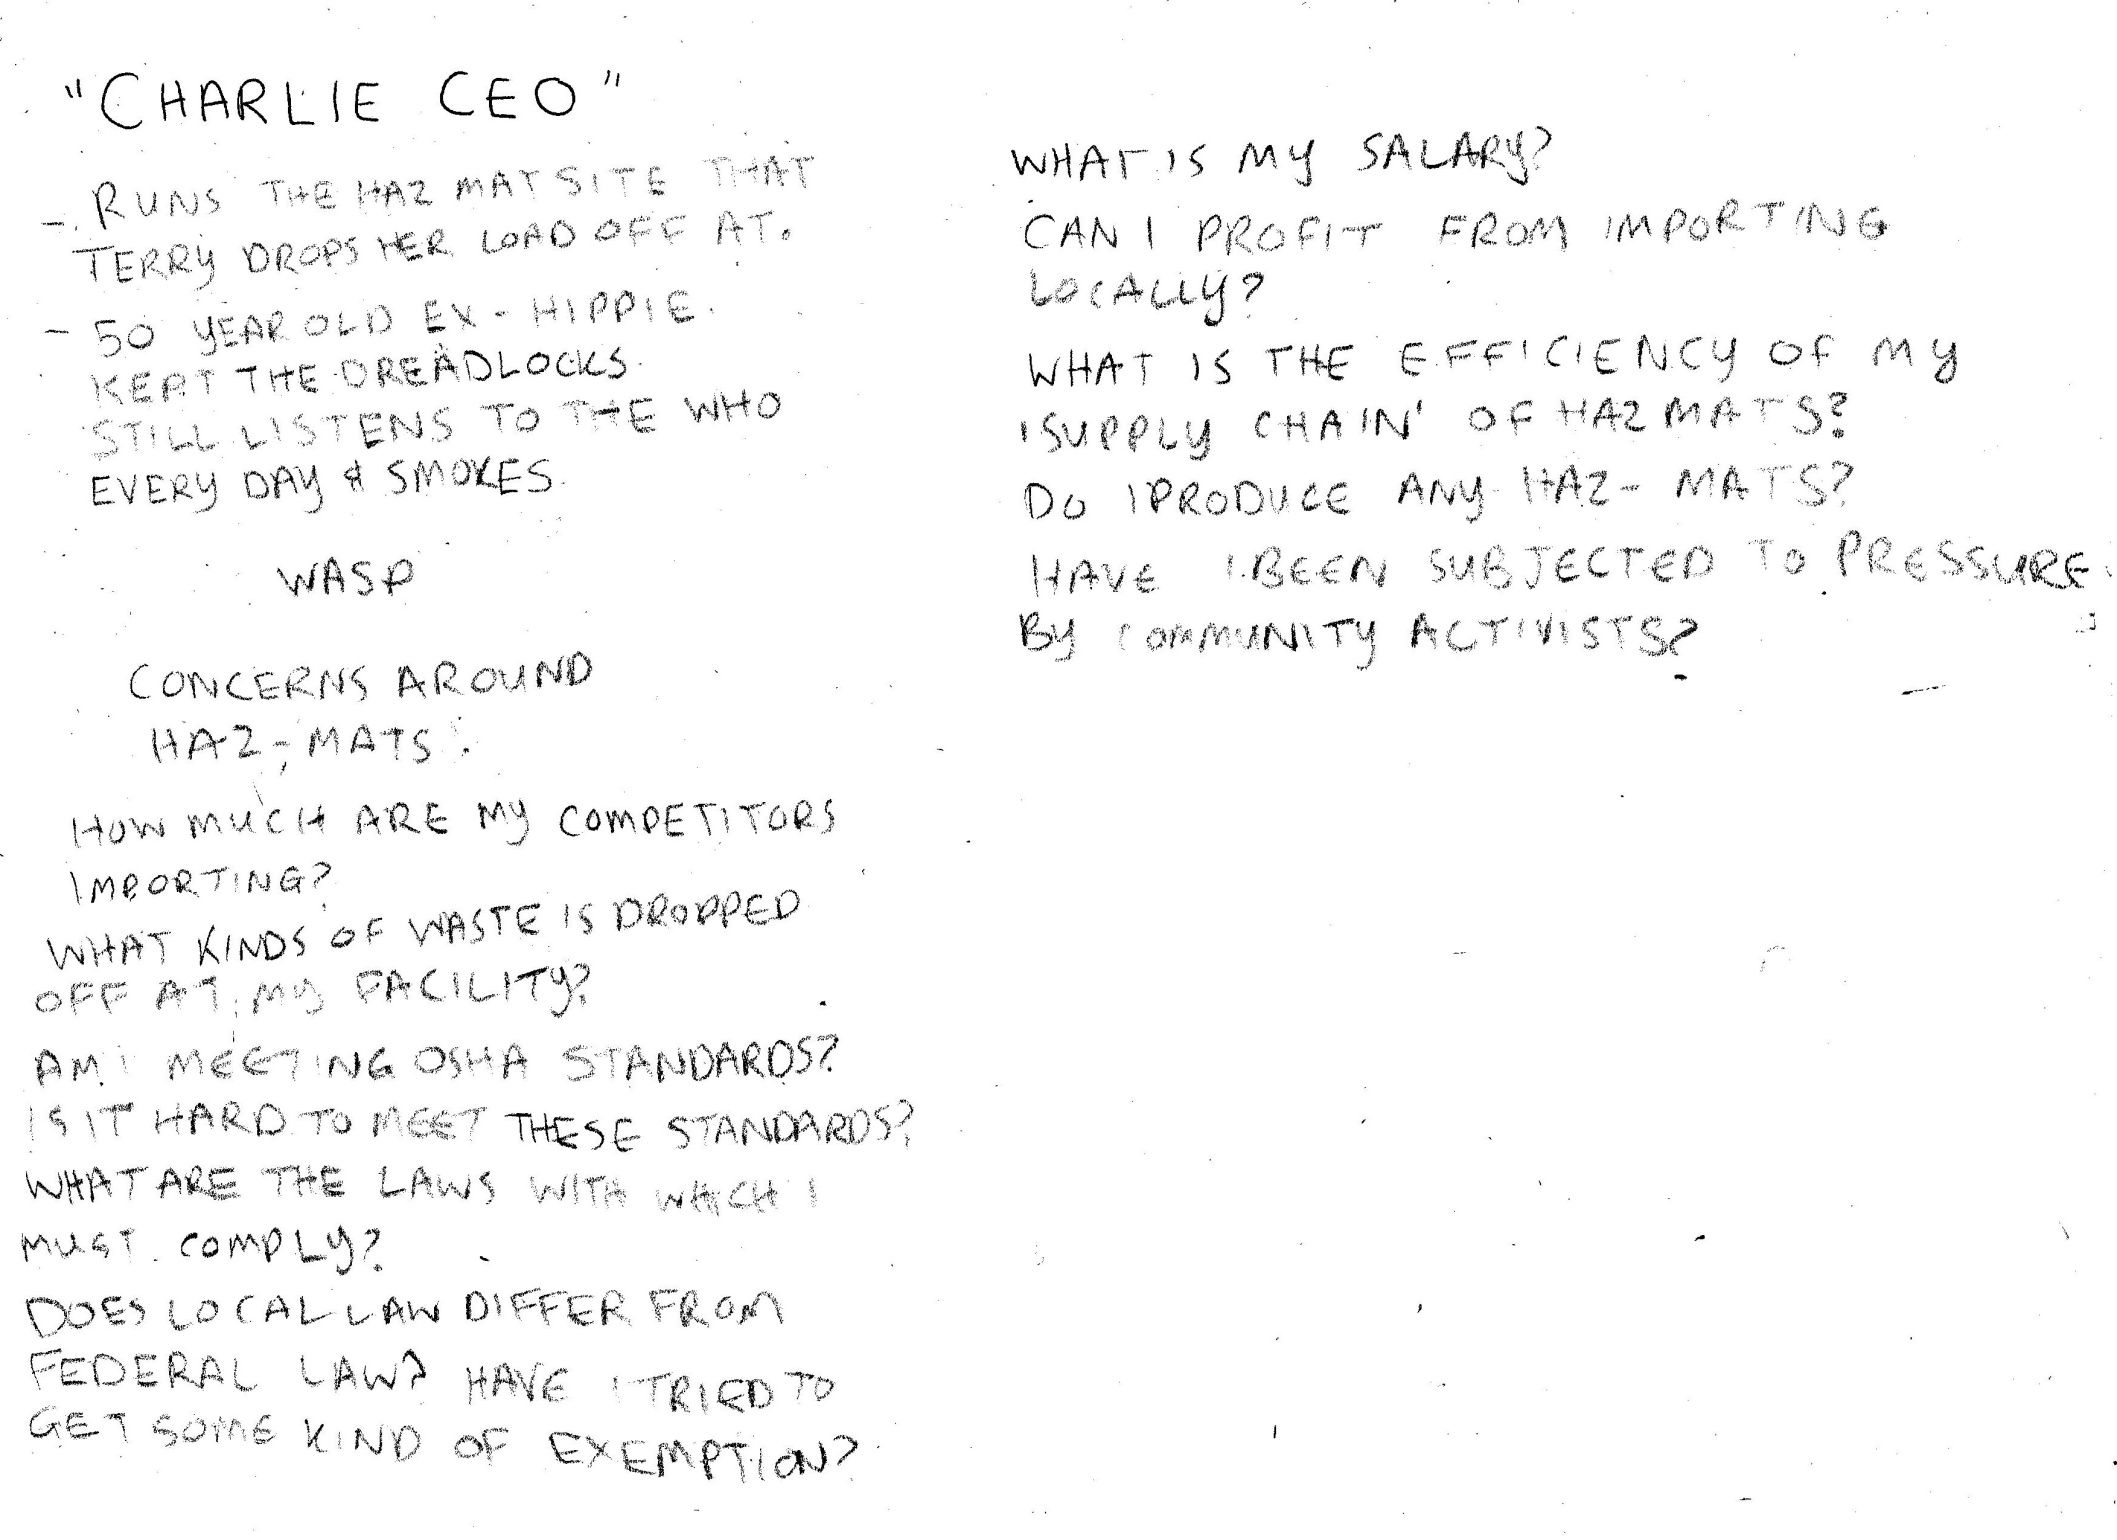 "CHARLIE CEO"
- RUNS THE HAZ MAT SITE THAT
TERRY DROPS HER LOAD OFF AT.
- 50 YEAR OLD EX-HIPPIE.
KEPT THE DREADLOCKS.
STILL LISTENS TO THE WHO
EVERY DAY & SMOKES.
WASP
CONCERNS AROUND
HAZ-MATS:
HOW MUCH ARE MY COMPETITORS
IMPORTING?
WHAT KINDS OF WASTE IS DROPPED
OFF AT MY FACILITY?
AM I MEETING OSHA STANDARDS?
IS IT HARD TO MEET THESE STANDARDS?
WHAT ARE THE LAWS WITH WHICH I
MUST COMPLY?
DOES LOCAL LAW DIFFER FROM
FEDERAL LAW? HAVE I TRIED TO
GET SOME KIND OF EXEMPTION?
WHAT IS MY SALARY?
CAN I PROFIT FROM IMPORTING
LOCALLY?
WHAT IS THE EFFICIENCY OF MY
'SUPPLY CHAIN' OF HAZ MATS?
DO I PRODUCE ANY HAZ-MATS?
HAVE I BEEN SUBJECTED TO PRESSURE
BY COMMUNITY ACTIVISTS?